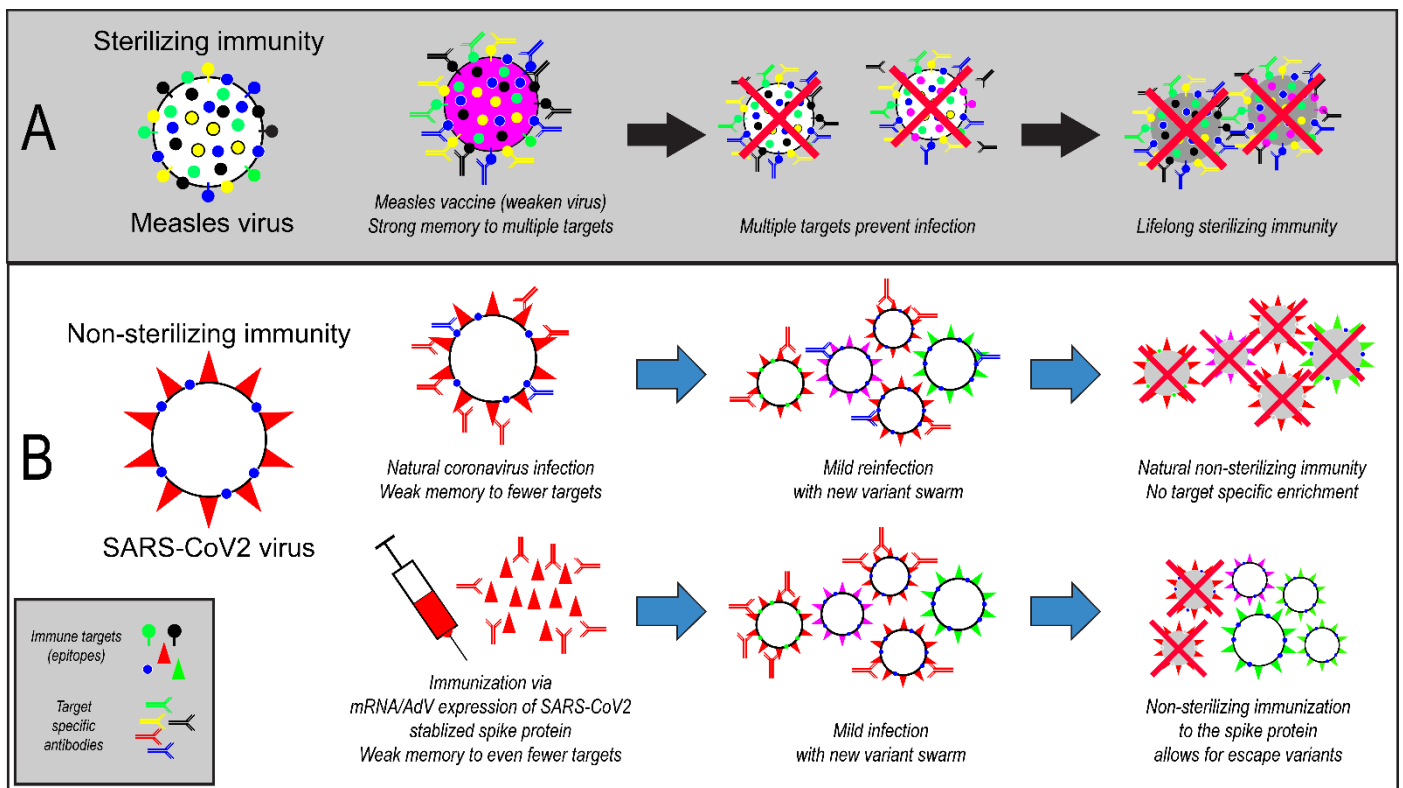 A
Sterilizing immunity
Measles virus
Measles vaccine (weaken virus)
Strong memory to multiple targets
Multiple targets prevent infection
Lifelong sterilizing immunity
B
Non-sterilizing immunity
SARS-CoV2 virus
Natural coronavirus infection
Weak memory to fewer targets
Mild reinfection
with new variant swarm
Natural non-sterilizing immunity
No target specific enrichment
Immunization via
mRNA/AdV expression of SARS-CoV2
stablized spike protein
Weak memory to even fewer targets
Mild infection
with new variant swarm
Non-sterilizing immunization
to the spike protein
allows for escape variants
Immune targets
(epitopes)
Target
specific
antibodies